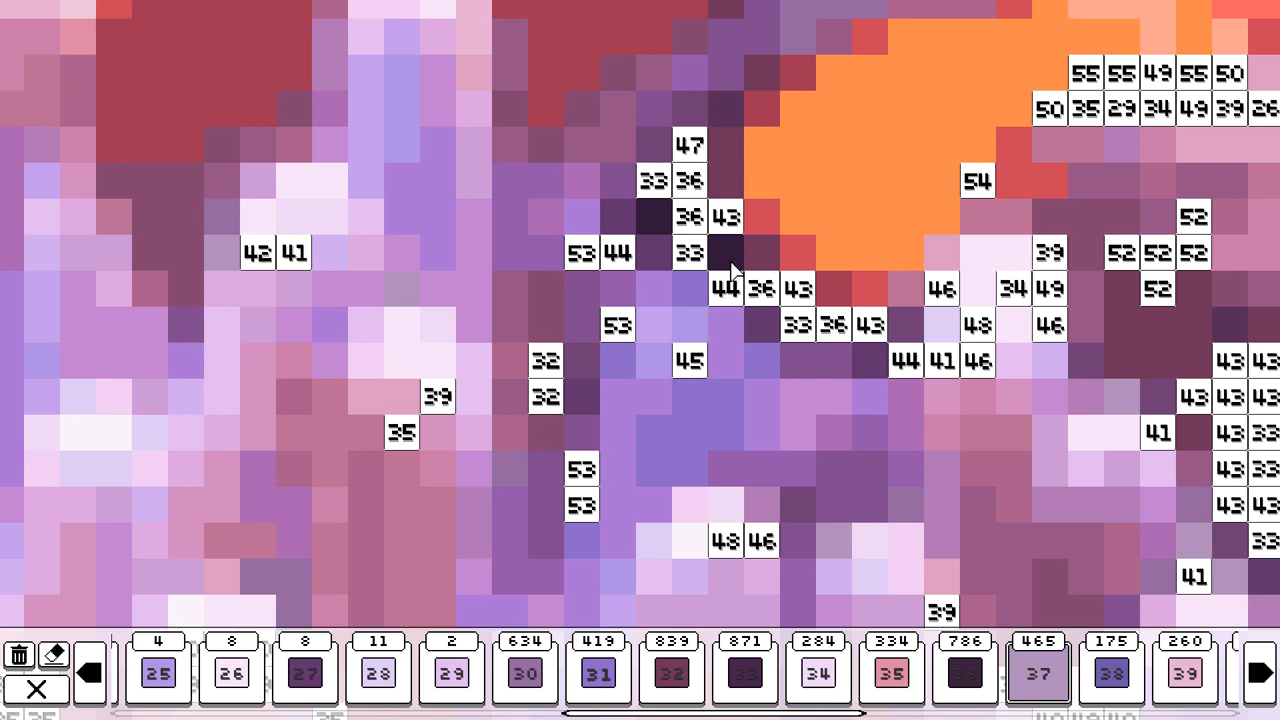 55 55 49 55 50
50 35 29 34 49 39 26
47
33 36 54
36 43 52
42 41 53 44 33 39 52 52 52
44 36 43 46 34 49 52
53 33 36 43 48 46
32 45 44 41 46 43 43
39 32 43 43 43
35 41 43 33
53 43 33
53 43 43
48 46 33
41
39
4 8 8 11 2 634 419 839 871 284 334 786 465 175 260
25 26 27 28 29 30 31 32 33 34 35 36 37 38 39